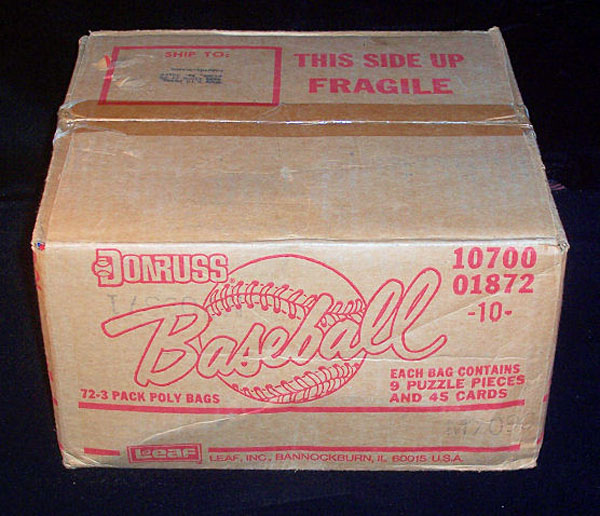 SHIP TO:
THIS SIDE UP
FRAGILE
DONRUSS
10700
01872
-10-
Baseball
EACH BAG CONTAINS
9 PUZZLE PIECES
AND 45 CARDS
72-3 PACK POLY BAGS
Leaf
LEAF, INC., BANNOCKBURN, IL 60015 U.S.A.